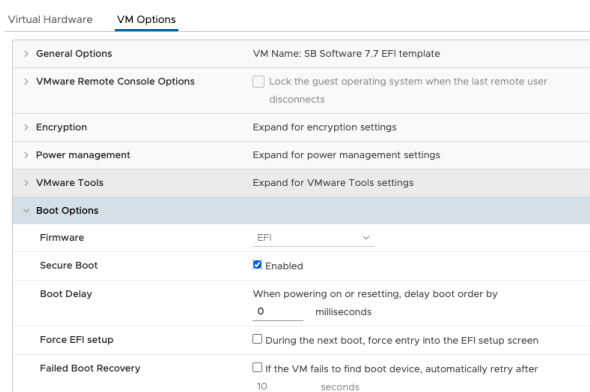 Virtual Hardware VM Options
General Options VM Name: SB Software 7.7 EFI template
VMware Remote Console Options Lock the guest operating system when the last remote user
disconnects
Encryption Expand for encryption settings
Power management Expand for power management settings
VMware Tools Expand for VMware Tools settings
Boot Options
Firmware EFI
Secure Boot Enabled
Boot Delay When powering on or resetting, delay boot order by
0 milliseconds
Force EFI setup During the next boot, force entry into the EFI setup screen
Failed Boot Recovery If the VM fails to find boot device, automatically retry after
10 seconds